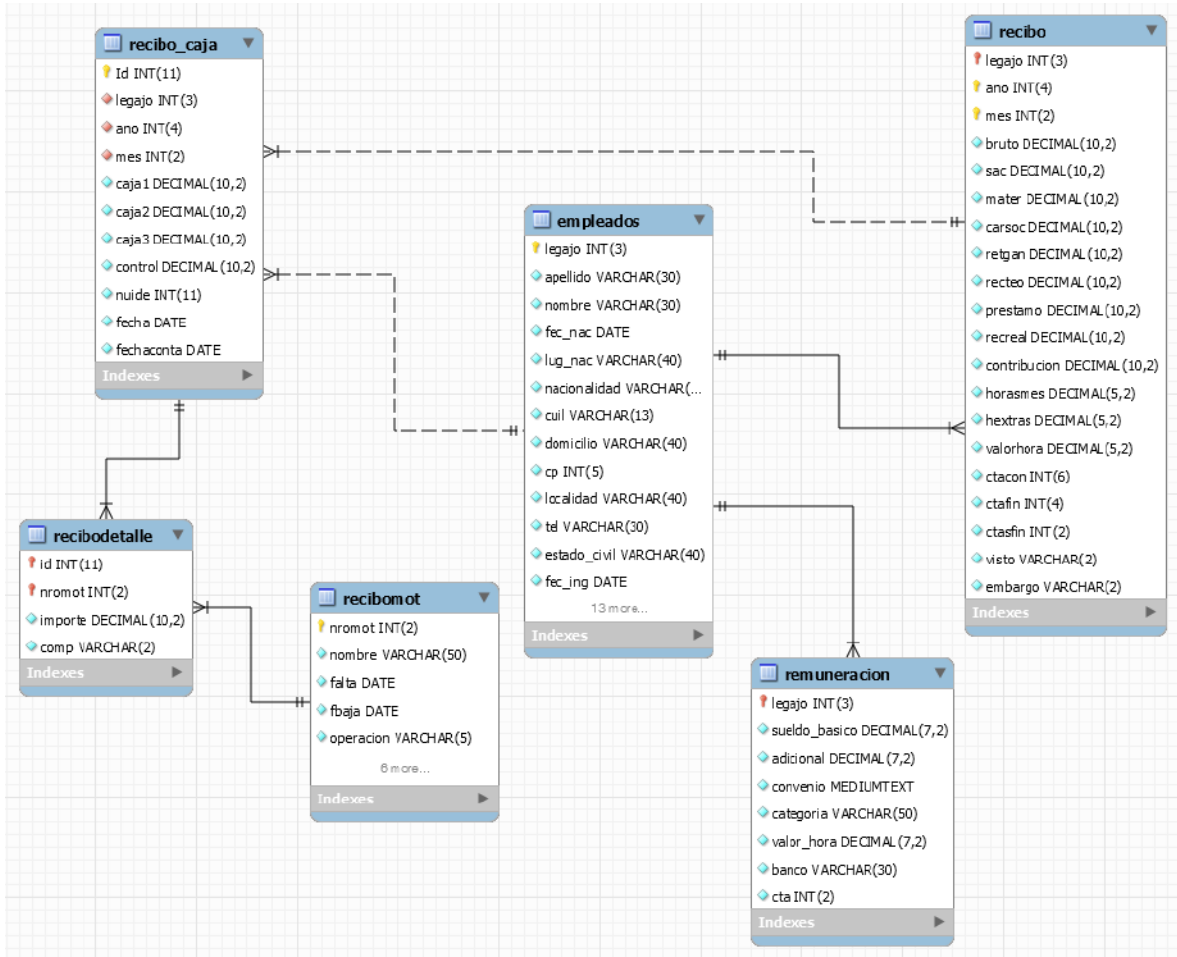 recibo_caja
Id INT(11)
legajo INT(3)
ano INT(4)
mes INT(2)
caja1 DECIMAL(10,2)
caja2 DECIMAL(10,2)
caja3 DECIMAL(10,2)
control DECIMAL(10,2)
nuide INT(11)
fecha DATE
fechaconta DATE
Indexes
recibo
legajo INT(3)
ano INT(4)
mes INT(2)
bruto DECIMAL(10,2)
sac DECIMAL(10,2)
mater DECIMAL(10,2)
carsoc DECIMAL(10,2)
retgan DECIMAL(10,2)
recteo DECIMAL(10,2)
prestamo DECIMAL(10,2)
recreal DECIMAL(10,2)
contribucion DECIMAL(10,2)
horasmes DECIMAL(5,2)
hextras DECIMAL(5,2)
valorhora DECIMAL(5,2)
ctacon INT(6)
ctafin INT(4)
ctasfin INT(2)
visto VARCHAR(2)
embargo VARCHAR(2)
Indexes
empleados
legajo INT(3)
apellido VARCHAR(30)
nombre VARCHAR(30)
fec_nac DATE
lug_nac VARCHAR(40)
nacionalidad VARCHAR(...
cuil VARCHAR(13)
domicilio VARCHAR(40)
cp INT(5)
localidad VARCHAR(40)
tel VARCHAR(30)
estado_civil VARCHAR(40)
fec_ing DATE
13 more...
Indexes
recibodetalle
id INT(11)
nromot INT(2)
importe DECIMAL(10,2)
comp VARCHAR(2)
Indexes
recibomot
nromot INT(2)
nombre VARCHAR(50)
falta DATE
fbaja DATE
operacion VARCHAR(5)
6 more...
Indexes
remuneracion
legajo INT(3)
sueldo_basico DECIMAL(7,2)
adicional DECIMAL(7,2)
convenio MEDIUMTEXT
categoria VARCHAR(50)
valor_hora DECIMAL(7,2)
banco VARCHAR(30)
cta INT(2)
Indexes